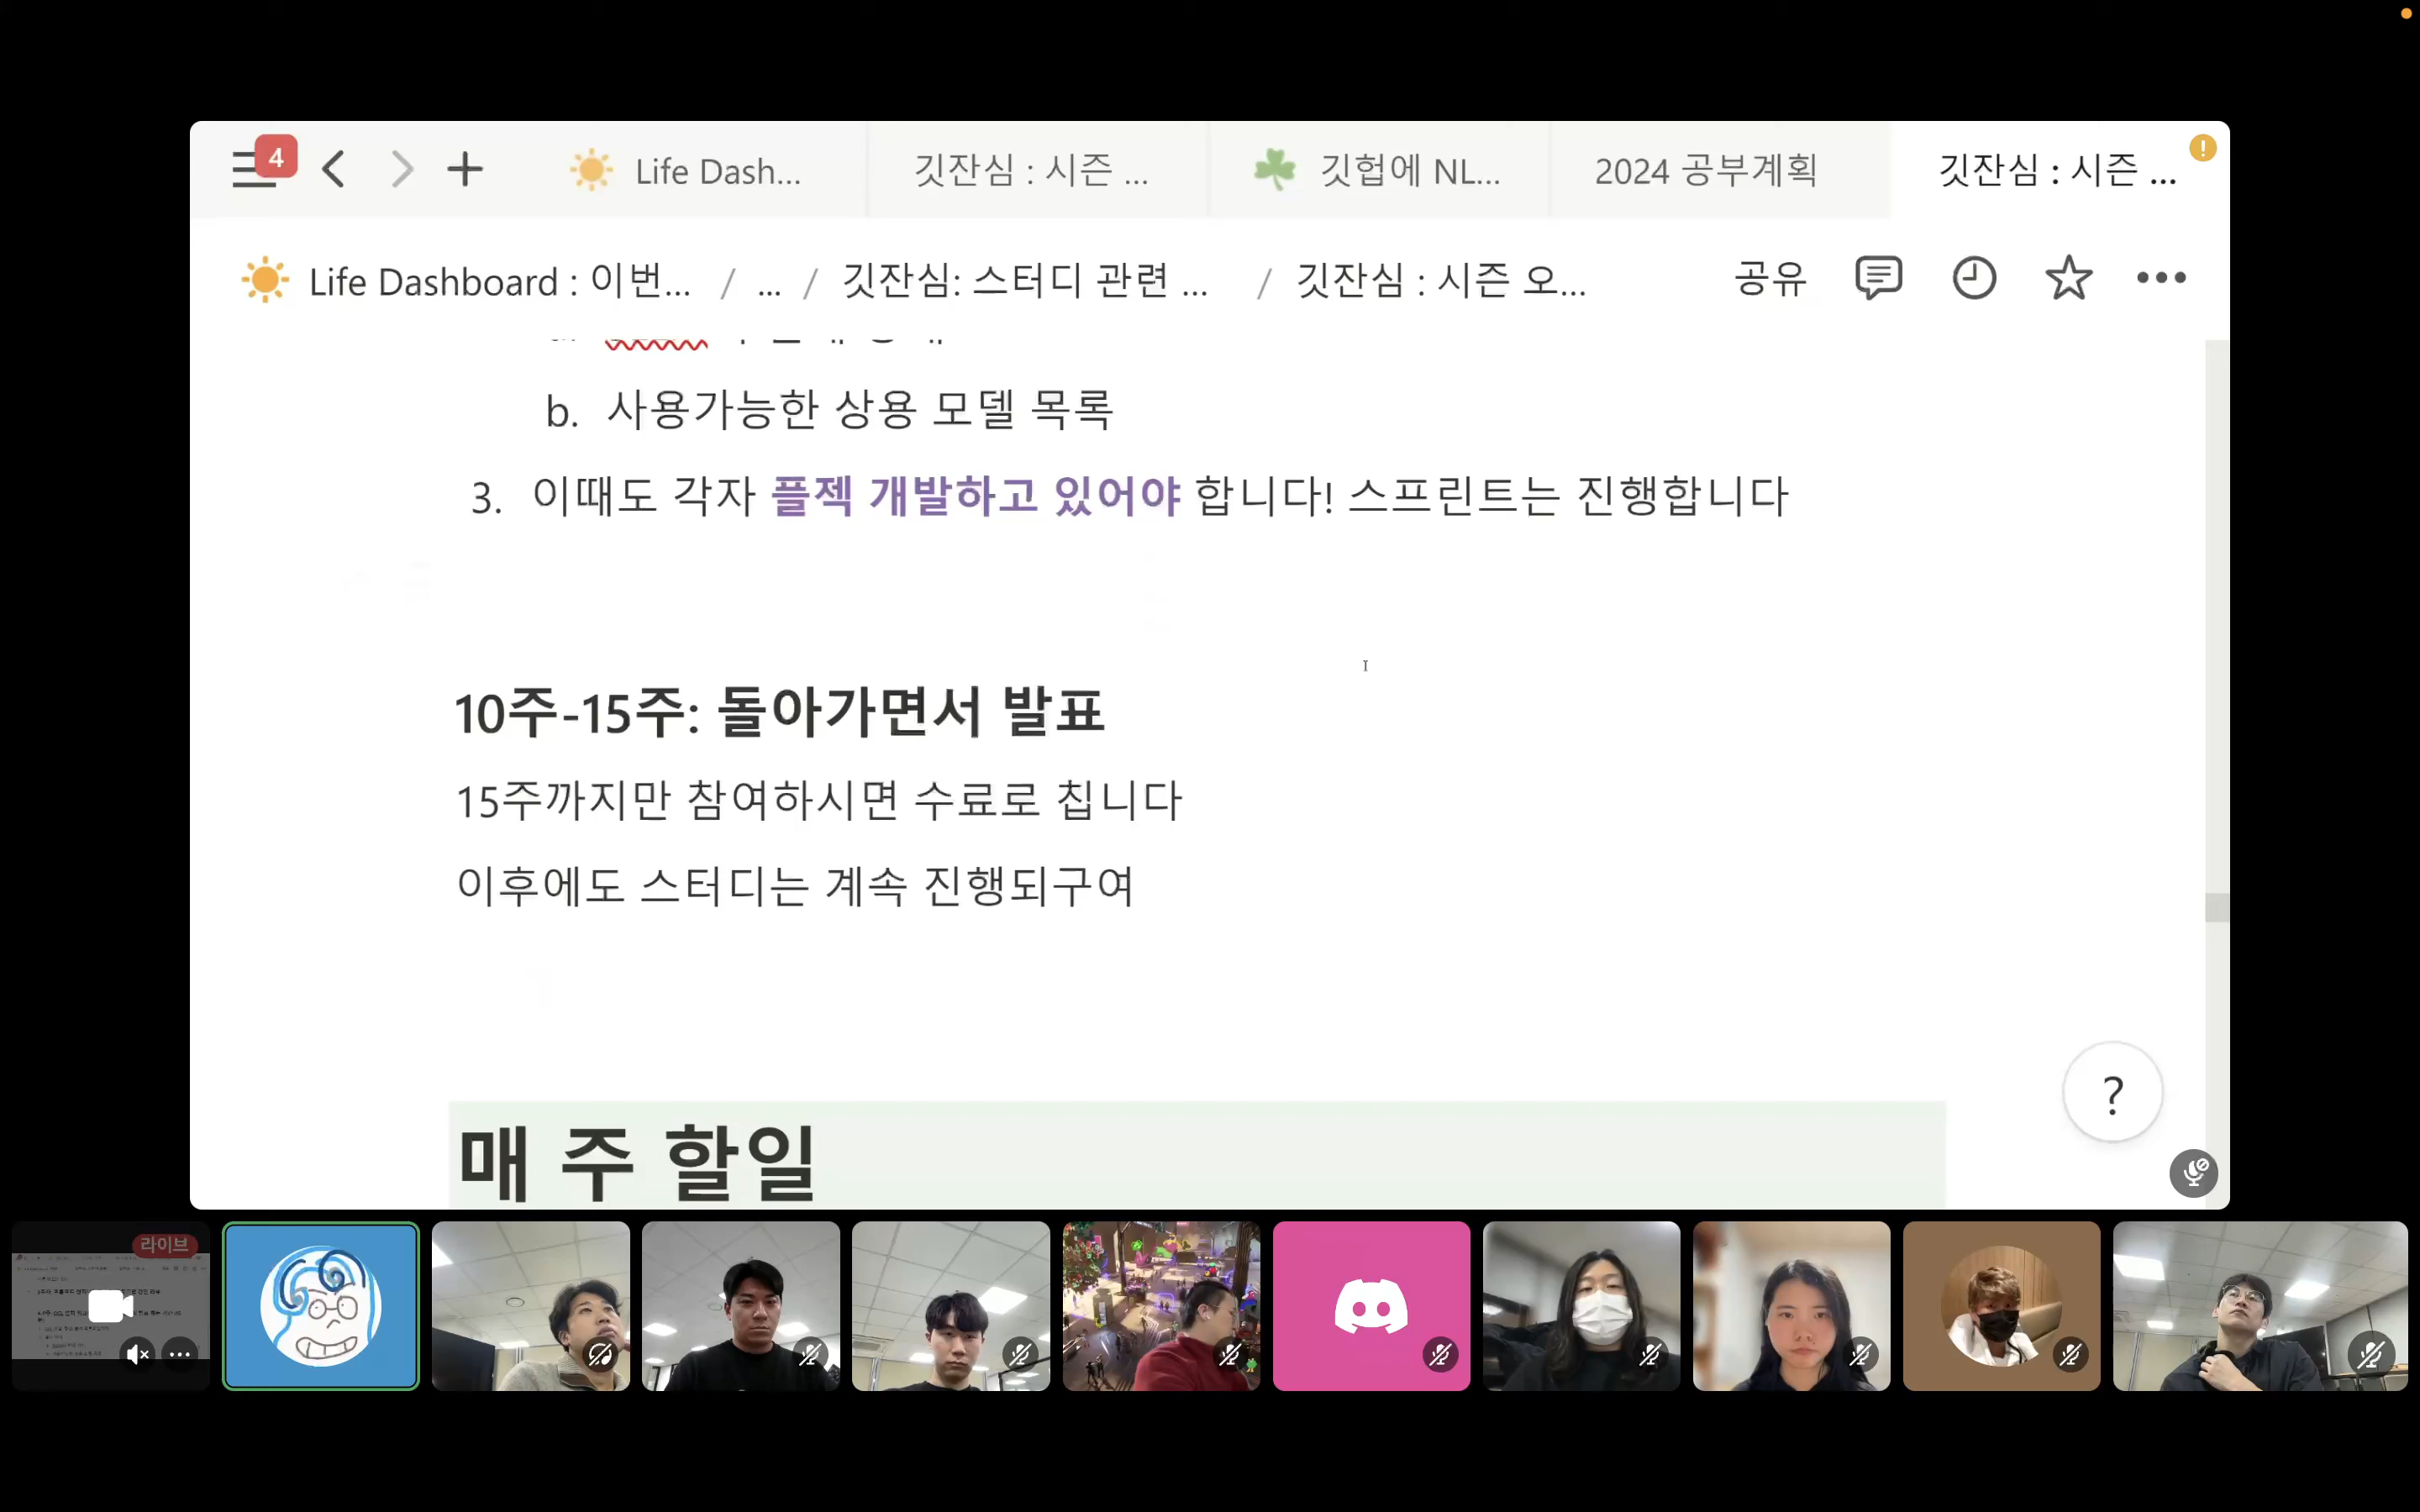 4
Life Dash...
깃잔심 : 시즌 ...
깃헙에 NL...
2024 공부계획
깃잔심 : 시즌 ...
Life Dashboard : 이번... / ... / 깃잔심: 스터디 관련 ... / 깃잔심 : 시즌 오...
공유
b. 사용가능한 상용 모델 목록
3. 이때도 각자 플젝 개발하고 있어야 합니다! 스프린트는 진행합니다
10주-15주: 돌아가면서 발표
15주까지만 참여하시면 수료로 칩니다
이후에도 스터디는 계속 진행되구여
?
매 주 할일
라이브